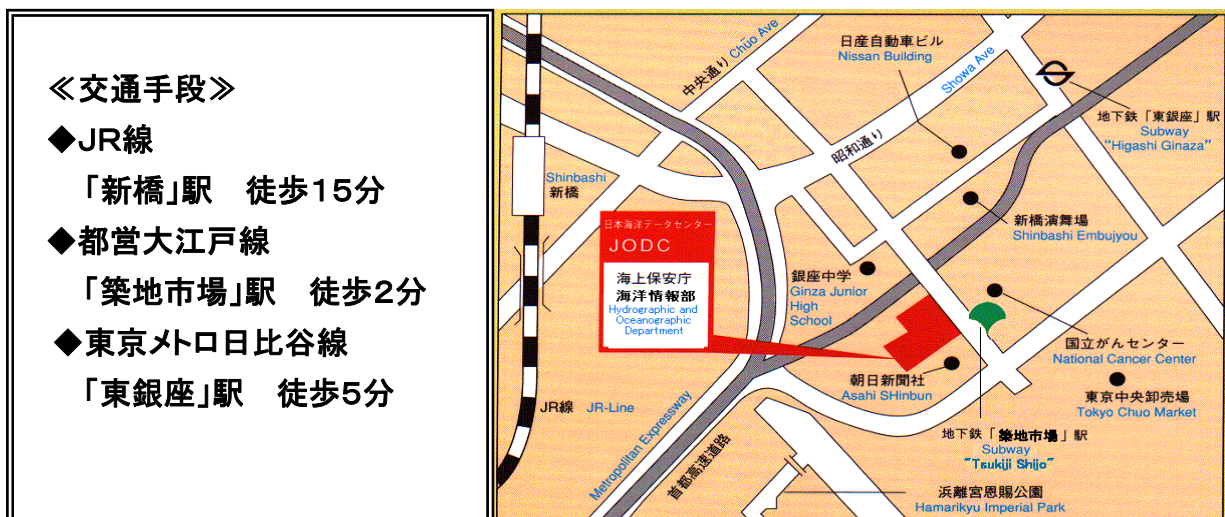 ≪交通手段≫
◆JR線
「新橋」駅　徒歩15分
◆都営大江戸線
「築地市場」駅　徒歩2分
◆東京メトロ日比谷線
「東銀座」駅　徒歩5分
中央通り Chuo Ave
日産自動車ビル
Nissan Building
Showa Ave
昭和通り
地下鉄「東銀座」駅
Subway
"Higashi Ginaza"
Shinbashi
新橋
日本海洋データセンター
JODC
海上保安庁
海洋情報部
Hydrographic and
Oceanographic
Department
新橋演舞場
Shinbashi Embujyou
銀座中学
Ginza Junior
High
School
国立がんセンター
National Cancer Center
朝日新聞社
Asahi SHinbun
東京中央卸売場
Tokyo Chuo Market
JR線 JR-Line
Metropolitan Expressway
首都高速道路
地下鉄「築地市場」駅
Subway
"Tsukiji Shijo"
浜離宮恩賜公園
Hamarikyu Imperial Park